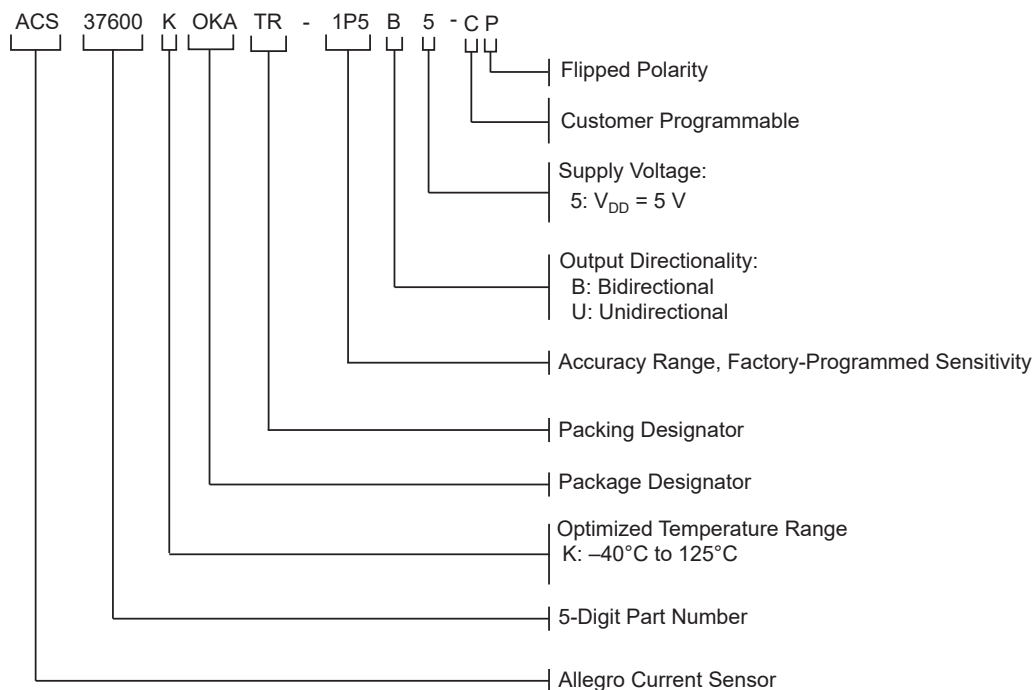 ACS 37600 K OKA TR - 1P5 B 5 - C P
Flipped Polarity
Customer Programmable
Supply Voltage:
5: VDD = 5 V
Output Directionality:
B: Bidirectional
U: Unidirectional
Accuracy Range, Factory-Programmed Sensitivity
Packing Designator
Package Designator
Optimized Temperature Range
K: –40°C to 125°C
5-Digit Part Number
Allegro Current Sensor